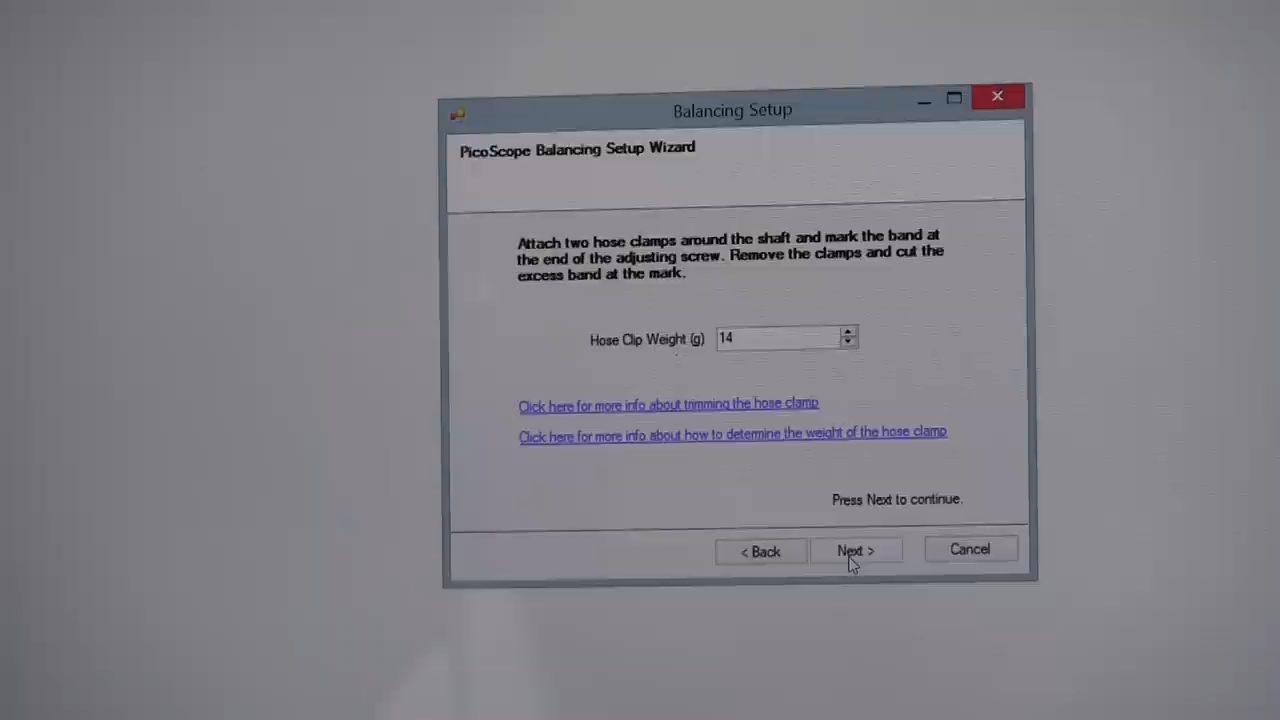 Balancing Setup
PicoScope Balancing Setup Wizard
Attach two hose clamps around the shaft and mark the band at
the end of the adjusting screw. Remove the clamps and cut the
excess band at the mark.
Hose Clip Weight (g) 14
Click here for more info about trimming the hose clamp
Click here for more info about how to determine the weight of the hose clamp
Press Next to continue.
< Back Next > Cancel